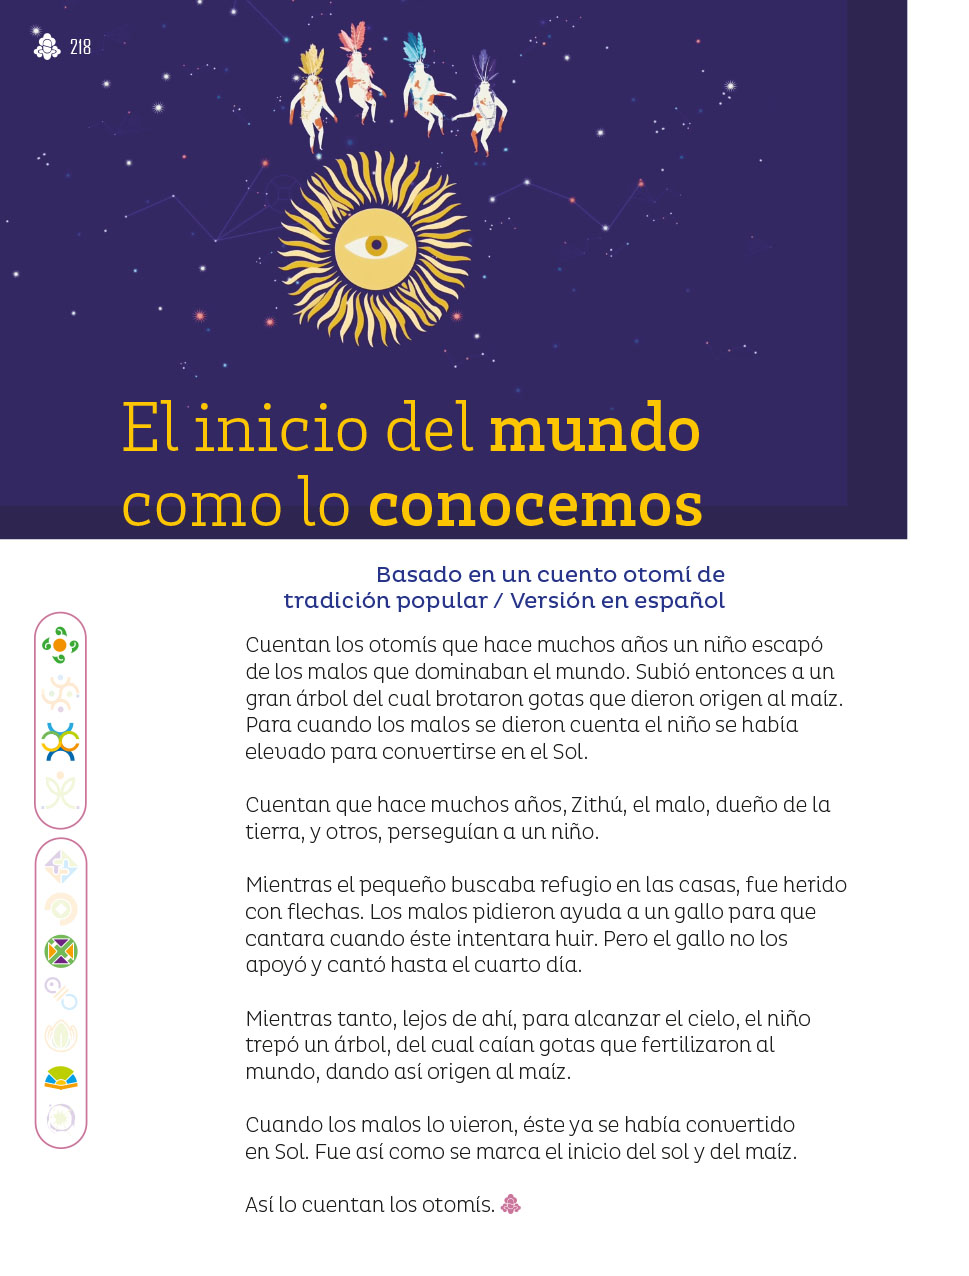 218
El inicio del mundo
como lo conocemos
Basado en un cuento otomí de
tradición popular / Versión en español
Cuentan los otomís que hace muchos años un niño escapó
de los malos que dominaban el mundo. Subió entonces a un
gran árbol del cual brotaron gotas que dieron origen al maíz.
Para cuando los malos se dieron cuenta el niño se había
elevado para convertirse en el Sol.
Cuentan que hace muchos años, Zithú, el malo, dueño de la
tierra, y otros, perseguían a un niño.
Mientras el pequeño buscaba refugio en las casas, fue herido
con flechas. Los malos pidieron ayuda a un gallo para que
cantara cuando éste intentara huir. Pero el gallo no los
apoyó y cantó hasta el cuarto día.
Mientras tanto, lejos de ahí, para alcanzar el cielo, el niño
trepó un árbol, del cual caían gotas que fertilizaron al
mundo, dando así origen al maíz.
Cuando los malos lo vieron, éste ya se había convertido
en Sol. Fue así como se marca el inicio del sol y del maíz.
Así lo cuentan los otomís.